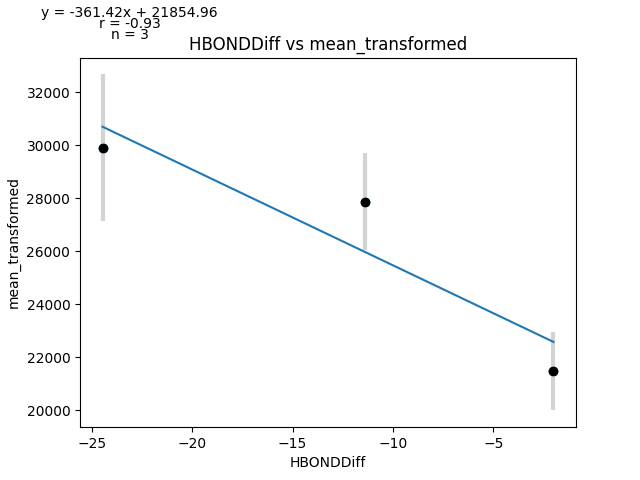 y = -361.42x + 21854.96
r = -0.93
n = 3
HBONDDiff vs mean_transformed
mean_transformed
32000
30000
28000
26000
24000
22000
20000
−25
−20
−15
−10
−5
HBONDDiff